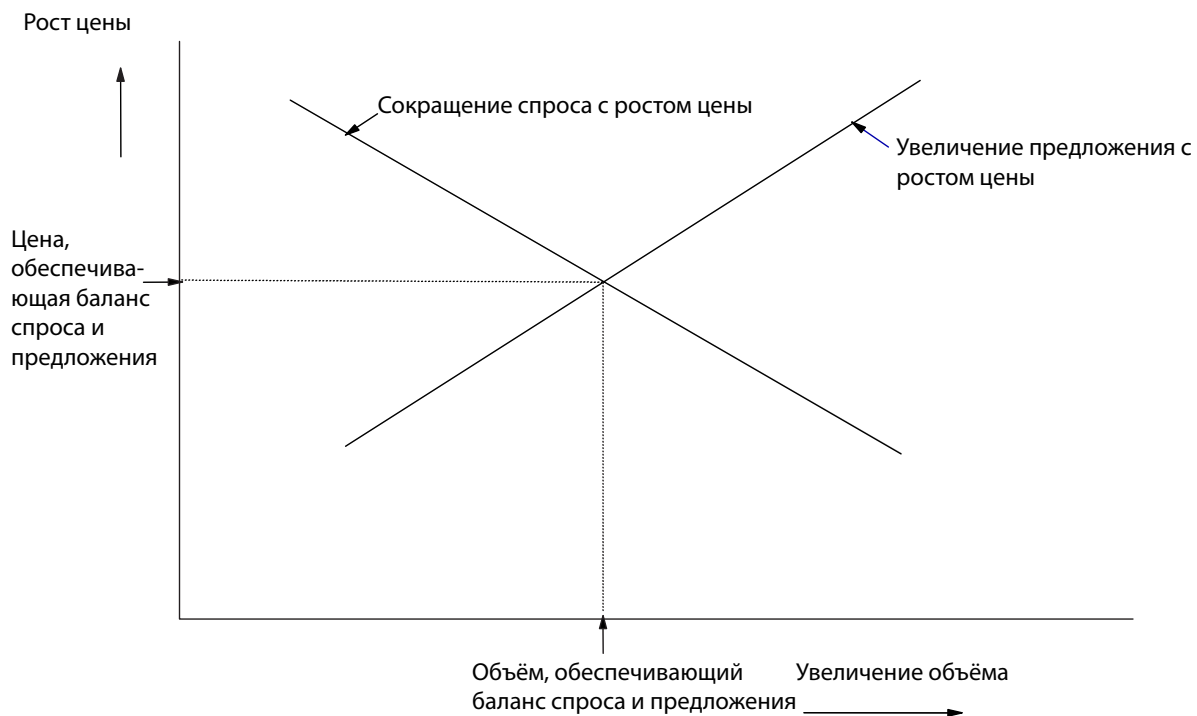 Рост цены
Сокращение спроса с ростом цены
Увеличение предложения с
ростом цены
Цена,
обеспечива-
ющая баланс
спроса и
предложения
Объём, обеспечивающий
баланс спроса и предложения
Увеличение объёма